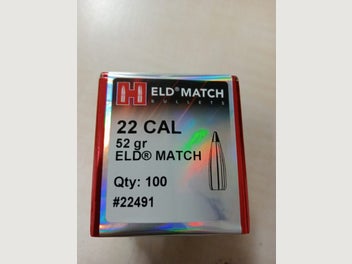 H ELD® MATCH
BULLETS
22 CAL
52 gr
ELD® MATCH
Qty: 100
#22491